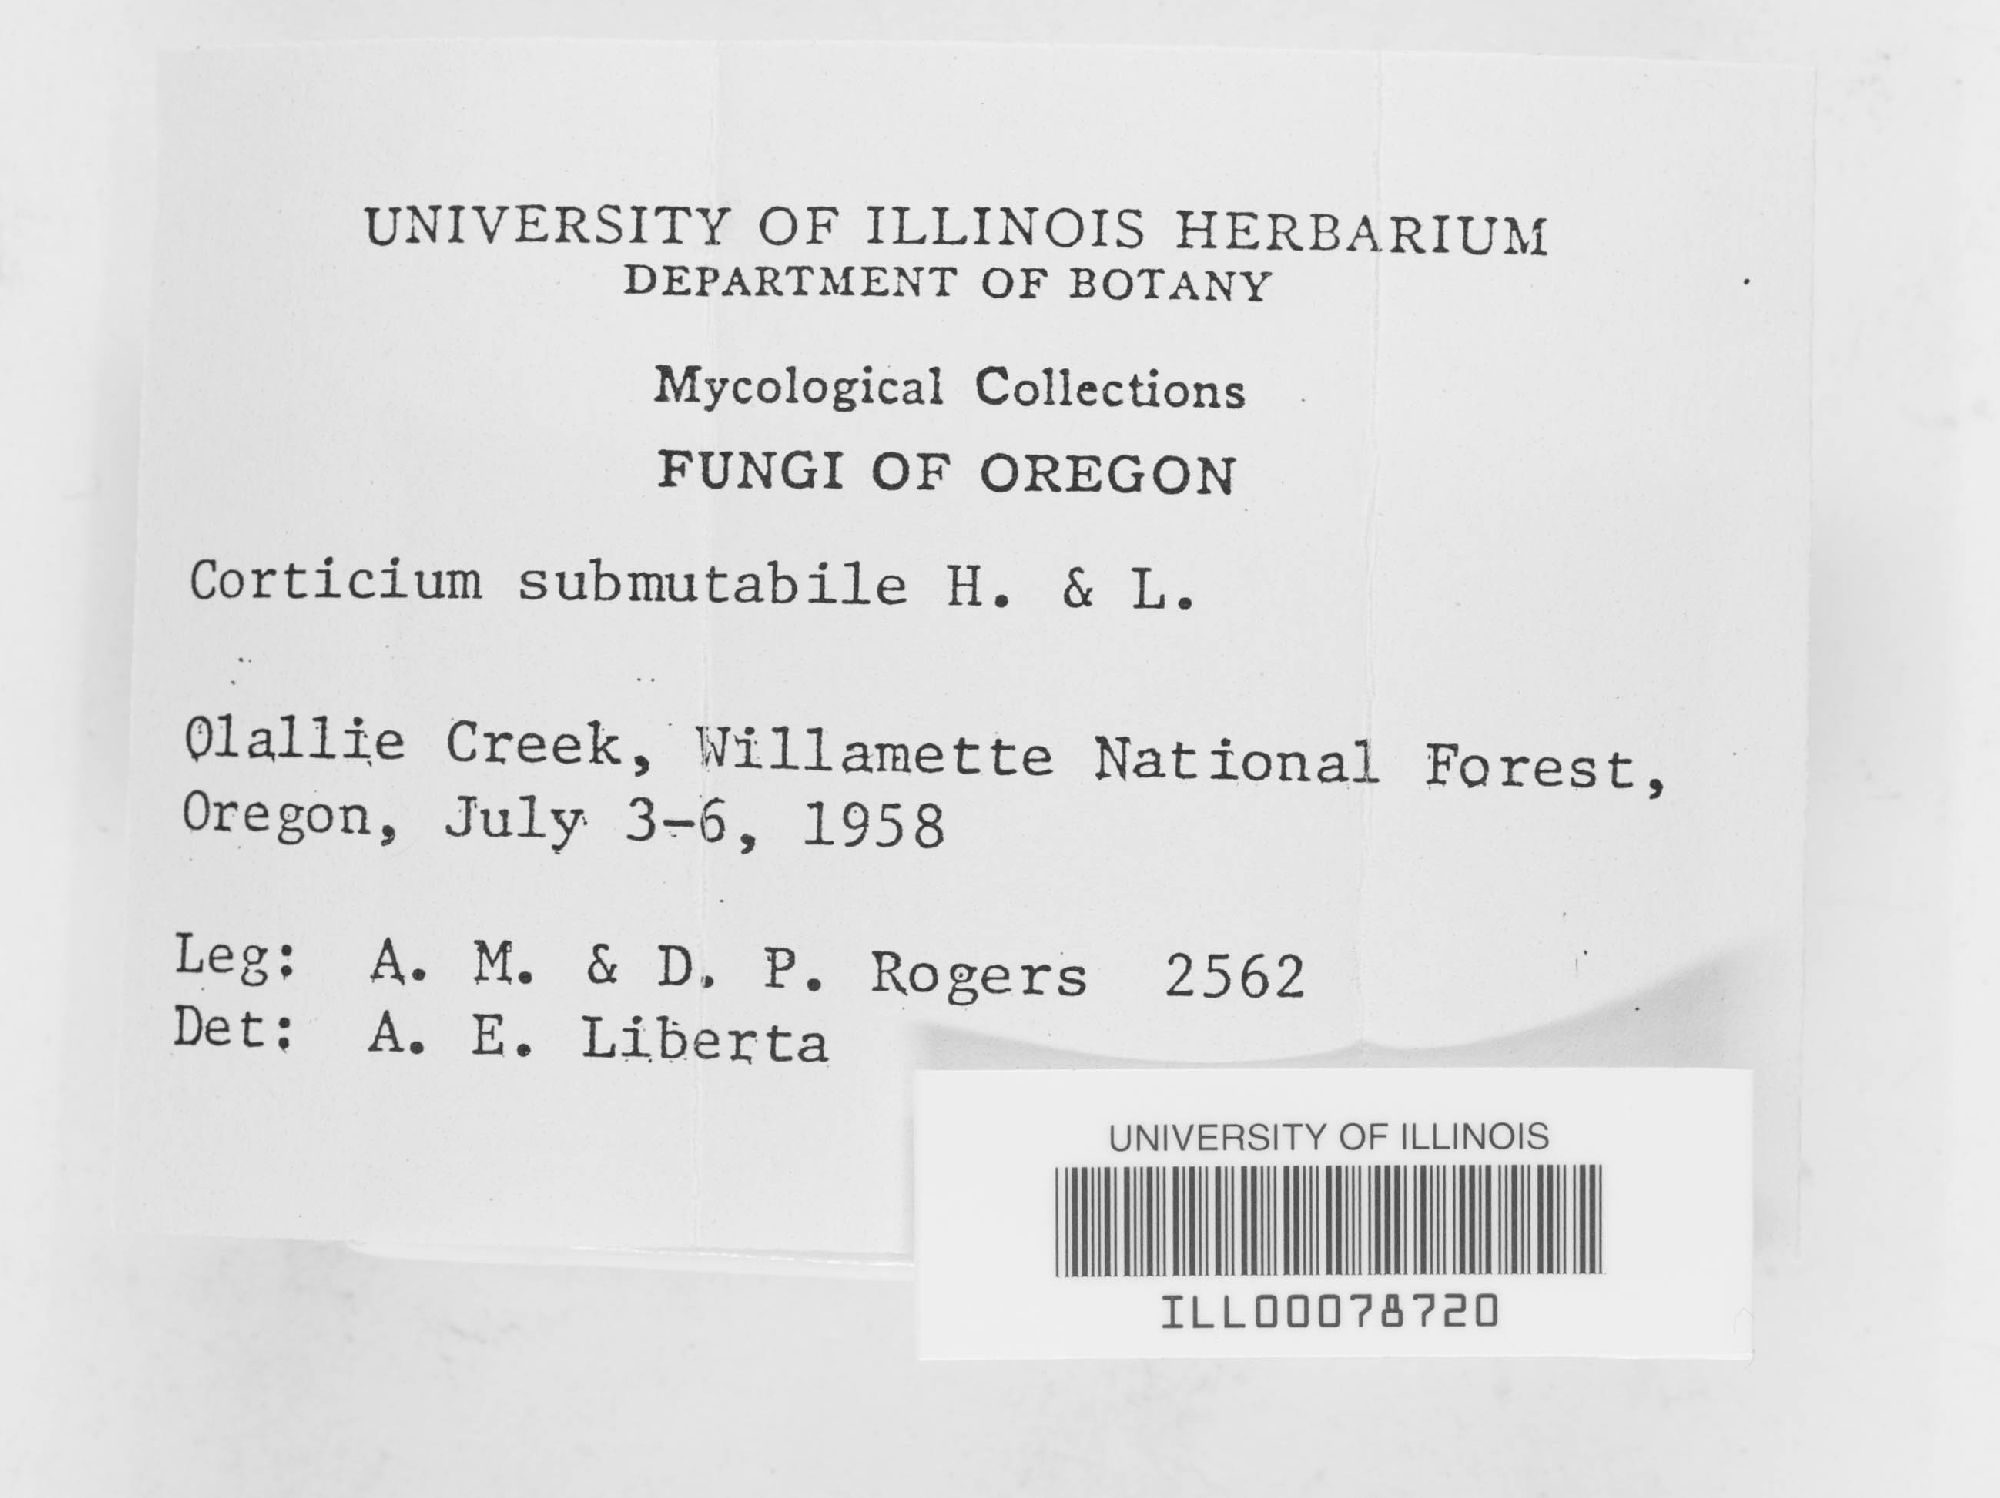 UNIVERSITY OF ILLINOIS HERBARIUM
DEPARTMENT OF BOTANY
Mycological Collections
FUNGI OF OREGON
Corticium submutabile H. & L.
Olallie Creek, Willamette National Forest,
Oregon, July 3-6, 1958
Leg: A. M. & D. P. Rogers 2562
Det: A. E. Liberta
UNIVERSITY OF ILLINOIS
ILL00078720